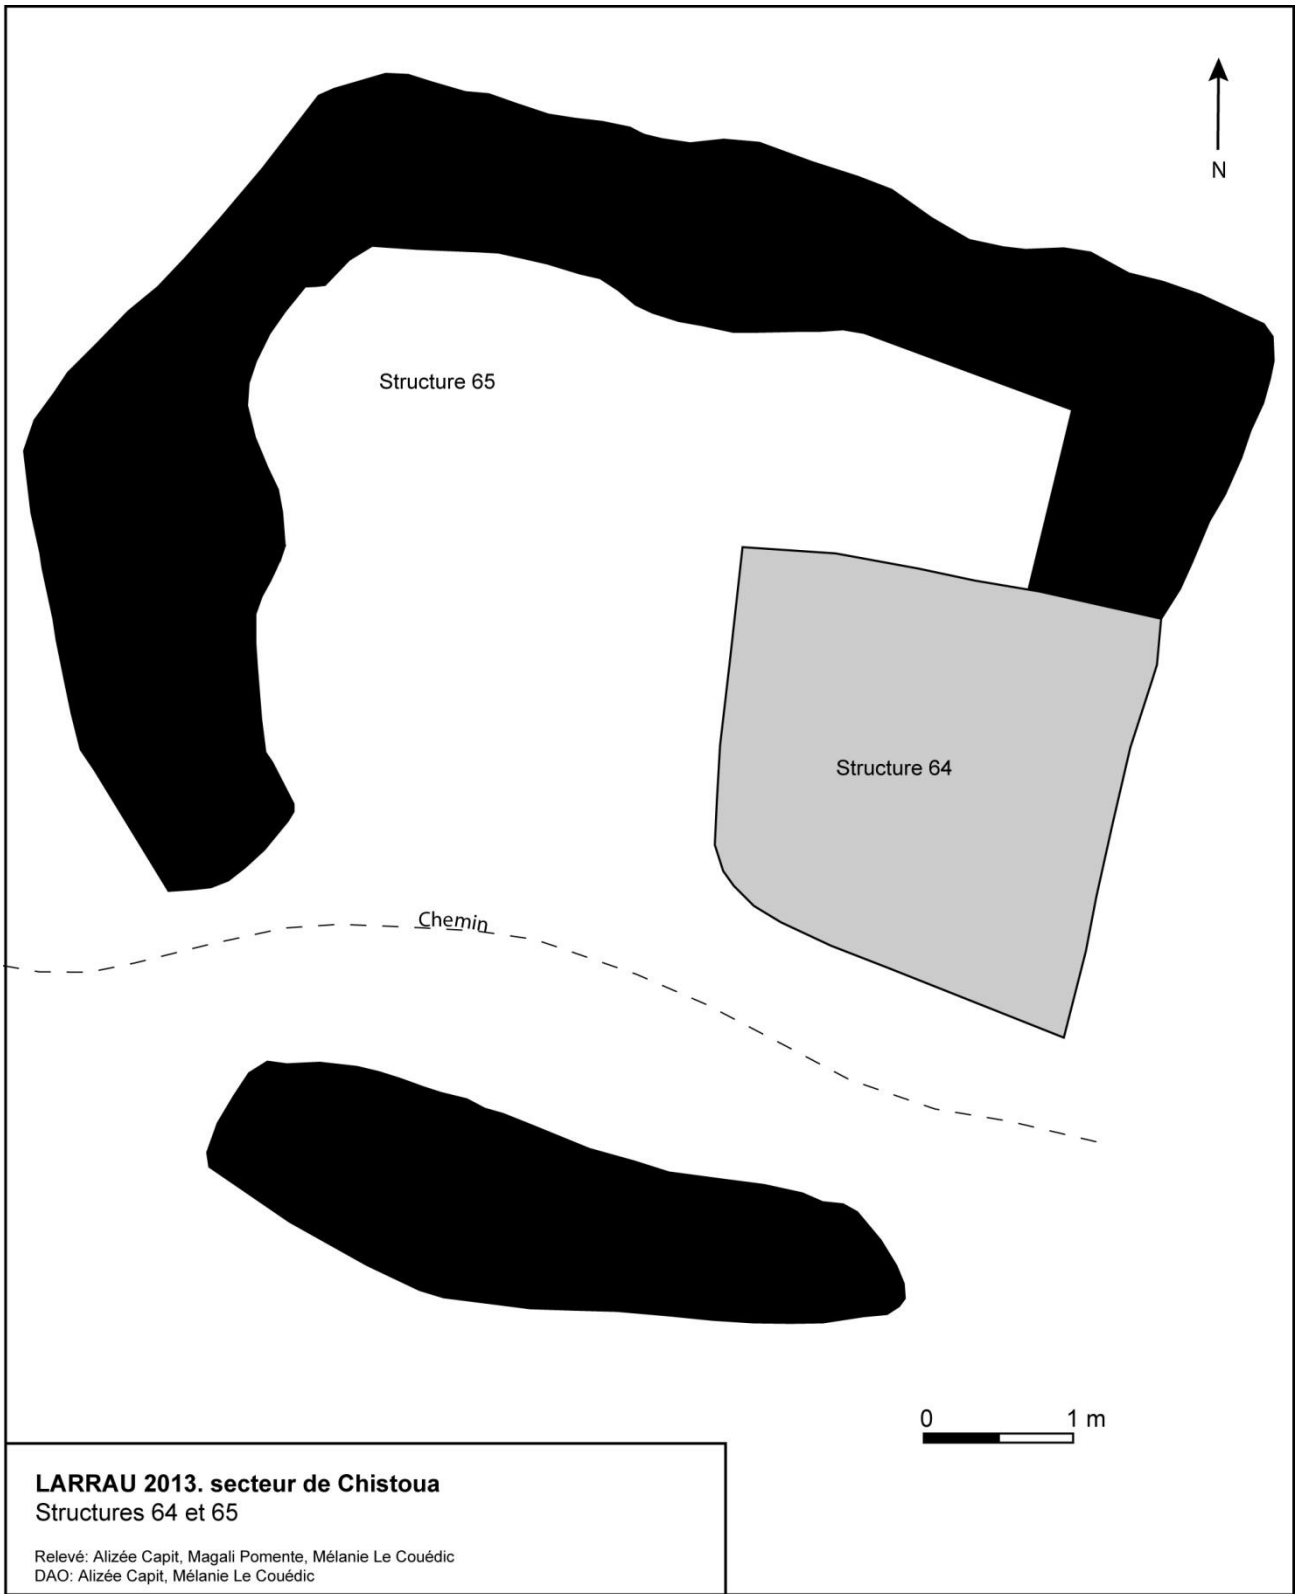 N
Structure 65
Structure 64
Chemin
0 1 m
LARRAU 2013. secteur de Chistoua
Structures 64 et 65
Relevé: Alizée Capit, Magali Pomente, Mélanie Le Couédic
DAO: Alizée Capit, Mélanie Le Couédic